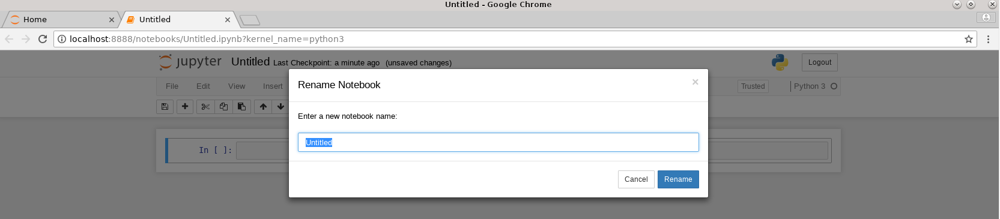 Untitled - Google Chrome
Home
Untitled
localhost:8888/notebooks/Untitled.ipynb?kernel_name=python3
jupyter Untitled Last Checkpoint: a minute ago (unsaved changes)
Logout
File Edit View Insert
Trusted
Python 3
Rename Notebook
Enter a new notebook name:
Untitled
In [ ]:
Cancel Rename